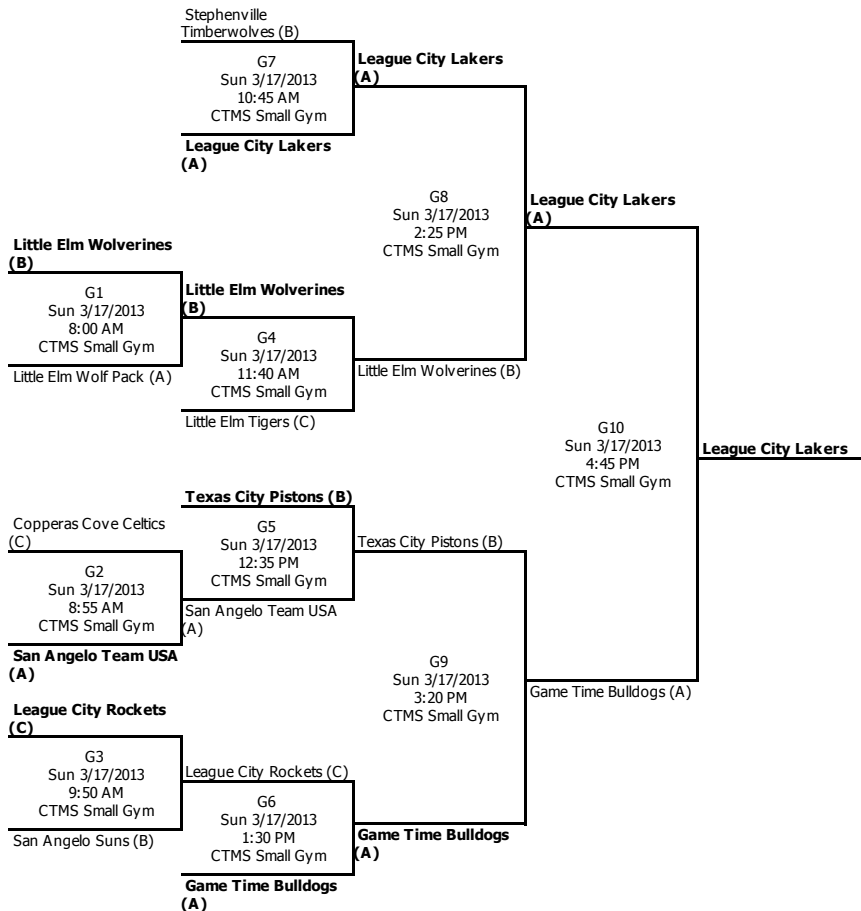 Stephenville
Timberwolves (B)
G7
Sun 3/17/2013
10:45 AM
CTMS Small Gym
League City Lakers
(A)
League City Lakers
(A)
G8
Sun 3/17/2013
2:25 PM
CTMS Small Gym
League City Lakers
(A)
Little Elm Wolverines
(B)
G1
Sun 3/17/2013
8:00 AM
CTMS Small Gym
Little Elm Wolf Pack (A)
Little Elm Wolverines
(B)
G4
Sun 3/17/2013
11:40 AM
CTMS Small Gym
Little Elm Tigers (C)
Little Elm Wolverines (B)
G10
Sun 3/17/2013
4:45 PM
CTMS Small Gym
League City Lakers
Texas City Pistons (B)
Copperas Cove Celtics
(C)
G2
Sun 3/17/2013
8:55 AM
CTMS Small Gym
San Angelo Team USA
(A)
G5
Sun 3/17/2013
12:35 PM
CTMS Small Gym
San Angelo Team USA
(A)
Texas City Pistons (B)
G9
Sun 3/17/2013
3:20 PM
CTMS Small Gym
Game Time Bulldogs (A)
League City Rockets
(C)
G3
Sun 3/17/2013
9:50 AM
CTMS Small Gym
San Angelo Suns (B)
League City Rockets (C)
G6
Sun 3/17/2013
1:30 PM
CTMS Small Gym
Game Time Bulldogs
(A)
Game Time Bulldogs
(A)